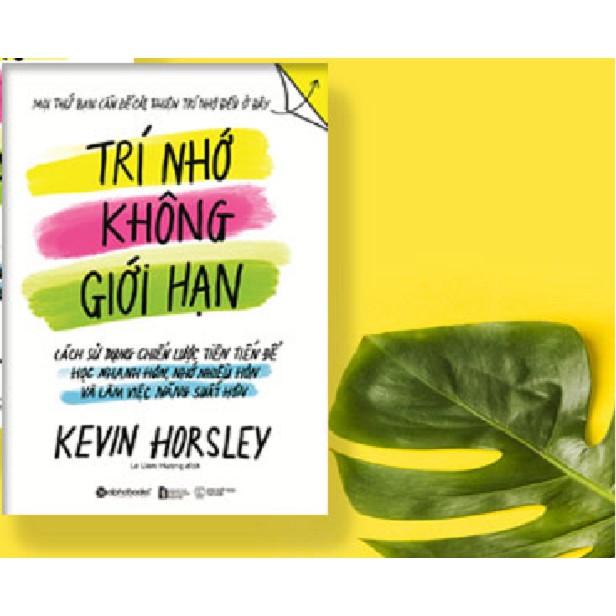 MỌI THỨ BẠN CẦN ĐỂ CẢI THIỆN TRÍ NHỚ ĐỀU Ở ĐÂY
TRÍ NHỚ
KHÔNG
GIỚI HẠN
CÁCH SỬ DỤNG CHIẾN LƯỢC TIÊN TIẾN ĐỂ
HỌC NHANH HƠN, NHỚ NHIỀU HƠN
VÀ LÀM VIỆC NĂNG SUẤT HƠN
KEVIN HORSLEY
alphabooks